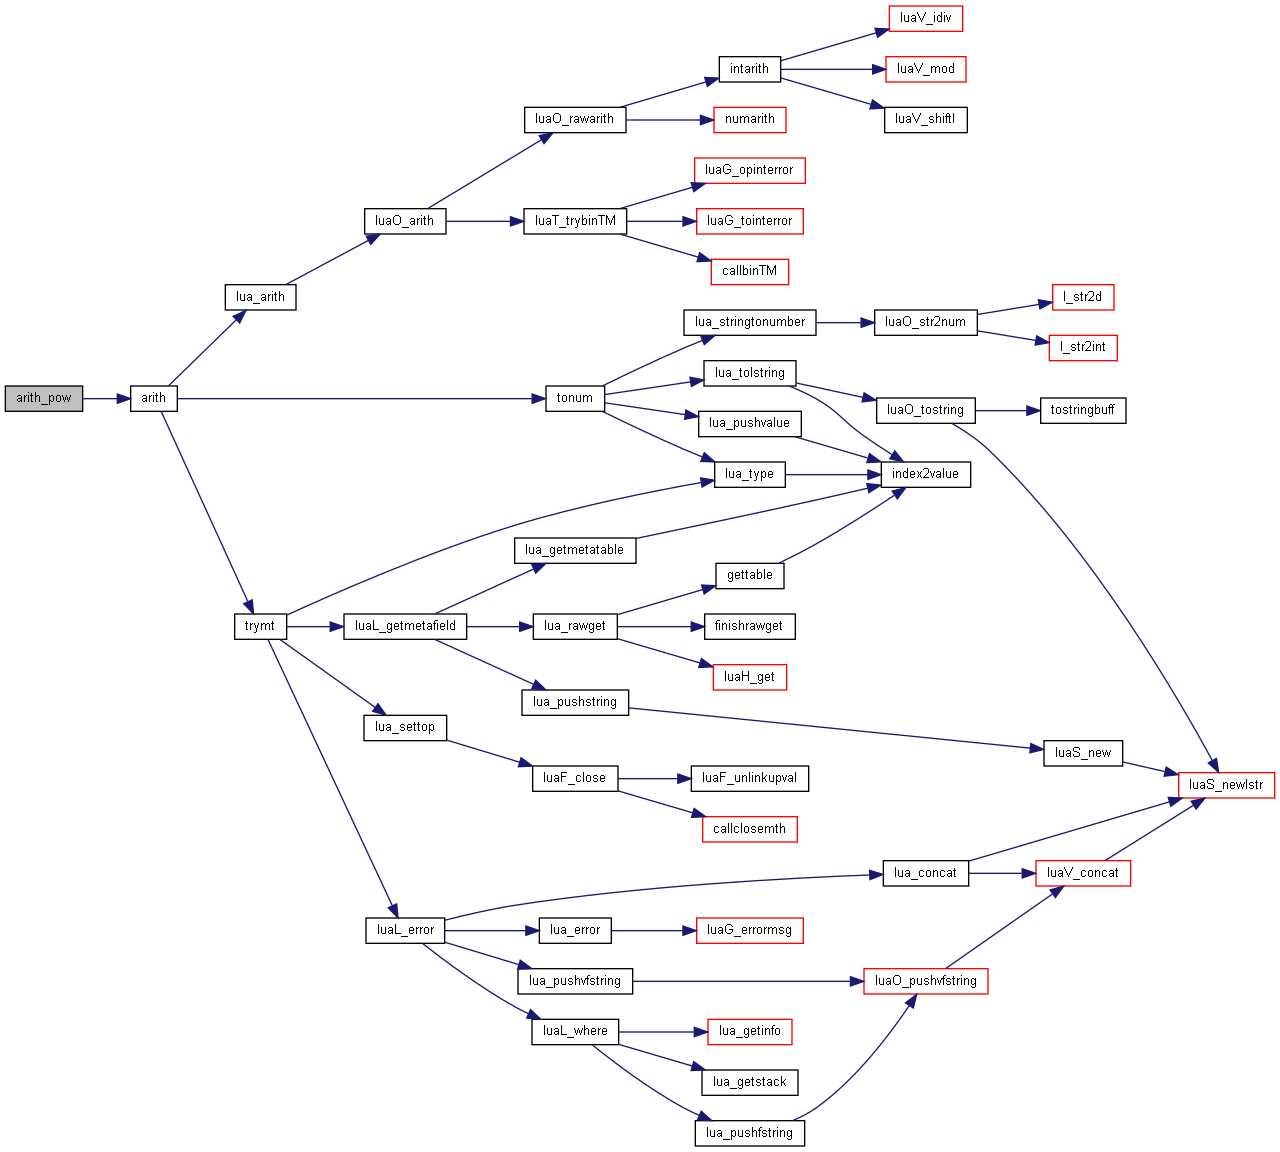 luaV_idiv
intarith
luaV_mod
luaO_rawarith
numarith
luaV_shiftl
luaG_opinterror
luaO_arith
luaT_trybinTM
luaG_tointerror
callbinTM
lua_arith
l_str2d
lua_stringtonumber
luaO_str2num
l_str2int
lua_tolstring
arith_pow
arith
tonum
luaO_tostring
tostringbuff
lua_pushvalue
lua_type
index2value
lua_getmetatable
gettable
trymt
luaL_getmetafield
lua_rawget
finishrawget
luaH_get
lua_pushstring
lua_settop
luaS_new
luaF_close
luaF_unlinkupval
luaS_newlstr
callclosemth
lua_concat
luaV_concat
luaL_error
lua_error
luaG_errormsg
lua_pushvfstring
luaO_pushvfstring
luaL_where
lua_getinfo
lua_getstack
lua_pushfstring